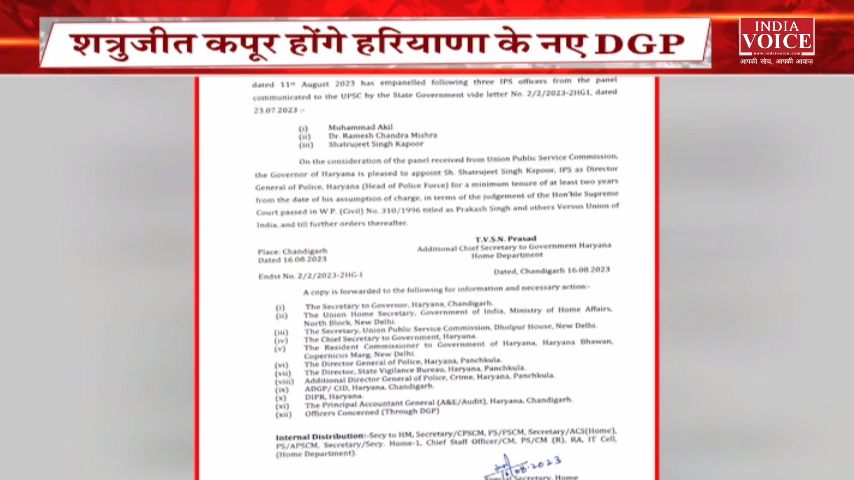 शत्रुजीत कपूर होंगे हरियाणा के नए DGP
INDIA
VOICE
www.indiavoice.com
आपकी सोच, आपकी आवाज़
dated 11th August 2023 has empanelled following three IPS officers from the panel
communicated to the UPSC by the State Government vide letter No. 2/2/2023-2HG1, dated
23.07.2023 :-
(i) Muhammad Akil
(ii) Dr. Ramesh Chandra Mishra
(iii) Shatrujeet Singh Kapoor
On the consideration of the panel received from Union Public Service Commission,
the Governor of Haryana is pleased to appoint Sh. Shatrujeet Singh Kapoor, IPS as Director
General of Police, Haryana (Head of Police Force) for a minimum tenure of at least two years
from the date of his assumption of charge, in terms of the judgement of the Hon'ble Supreme
Court passed in W.P. (Civil) No. 310/1996 titled as Prakash Singh and others Versus Union of
India, and till further orders thereafter.
T.V.S.N. Prasad
Place: Chandigarh Additional Chief Secretary to Government Haryana
Dated 16.08.2023 Home Department
Endst No. 2/2/2023-2HG-I Dated, Chandigarh 16.08.2023
A copy is forwarded to the following for information and necessary action:-
(i) The Secretary to Governor, Haryana, Chandigarh.
(ii) The Union Home Secretary, Government of India, Ministry of Home Affairs,
North Block, New Delhi.
(iii) The Secretary, Union Public Service Commission, Dholpur House, New Delhi.
(iv) The Chief Secretary to Government, Haryana.
(v) The Resident Commissioner to Government of Haryana, Haryana Bhawan,
Copernicus Marg, New Delhi.
(vi) The Director General of Police, Haryana, Panchkula.
(vii) The Director, State Vigilance Bureau, Haryana, Panchkula.
(viii) Additional Director General of Police, Crime, Haryana, Panchkula.
(ix) ADGP/ CID, Haryana, Chandigarh.
(x) DIPR, Haryana.
(xi) The Principal Accountant General (A&E/Audit), Haryana, Chandigarh.
(xii) Officers Concerned (Through DGP)
Internal Distribution:-Secy to HM, Secretary/CPSCM, PS/PSCM, Secretary/ACS(Home),
PS/APSCM, Secretary/Secy. Home-1, Chief Staff Officer/CM, PS/CM (R), RA, IT Cell,
(Home Department).
08.2023
Special Secretary, Home